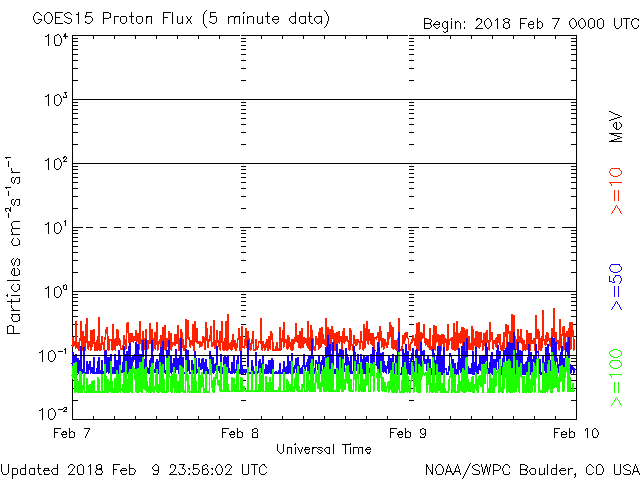 GOES15 Proton Flux (5 minute data)
Begin: 2018 Feb 7 0000 UTC
10⁴
10³
10²
10¹
10⁰
10⁻¹
10⁻²
Particles cm⁻²s⁻¹sr⁻¹
MeV
>=10
>=50
>=100
Feb 7
Feb 8
Feb 9
Feb 10
Universal Time
Updated 2018 Feb 9 23:56:02 UTC
NOAA/SWPC Boulder, CO USA